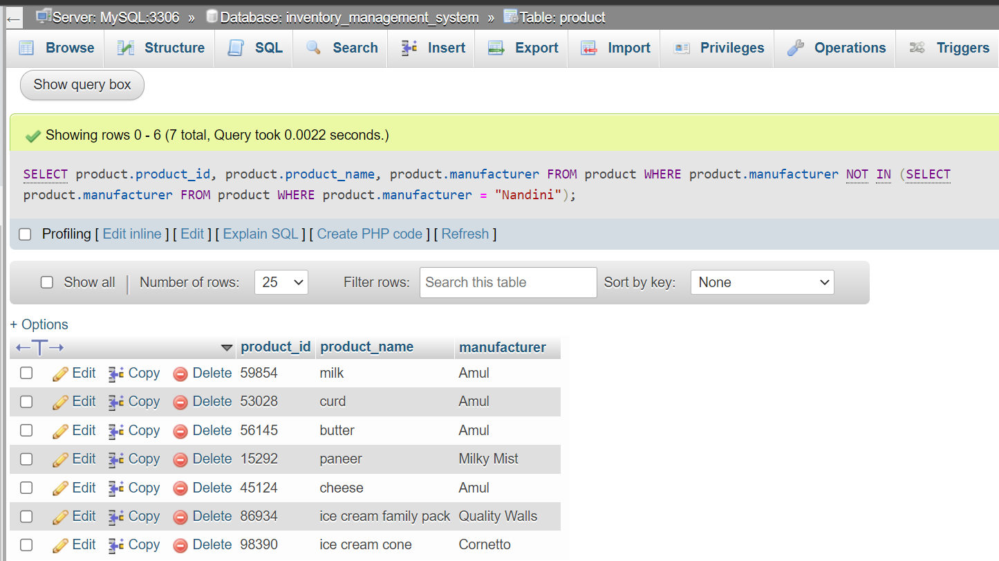 ← Server: MySQL:3306 » Database: inventory_management_system » Table: product
Browse Structure SQL Search Insert Export Import Privileges Operations Triggers
Show query box
Showing rows 0 - 6 (7 total, Query took 0.0022 seconds.)
SELECT product.product_id, product.product_name, product.manufacturer FROM product WHERE product.manufacturer NOT IN (SELECT
product.manufacturer FROM product WHERE product.manufacturer = "Nandini");
Profiling [ Edit inline ] [ Edit ] [ Explain SQL ] [ Create PHP code ] [ Refresh ]
Show all | Number of rows: 25 Filter rows: Search this table Sort by key: None
+ Options
←T→ product_id product_name manufacturer
Edit Copy Delete 59854 milk Amul
Edit Copy Delete 53028 curd Amul
Edit Copy Delete 56145 butter Amul
Edit Copy Delete 15292 paneer Milky Mist
Edit Copy Delete 45124 cheese Amul
Edit Copy Delete 86934 ice cream family pack Quality Walls
Edit Copy Delete 98390 ice cream cone Cornetto